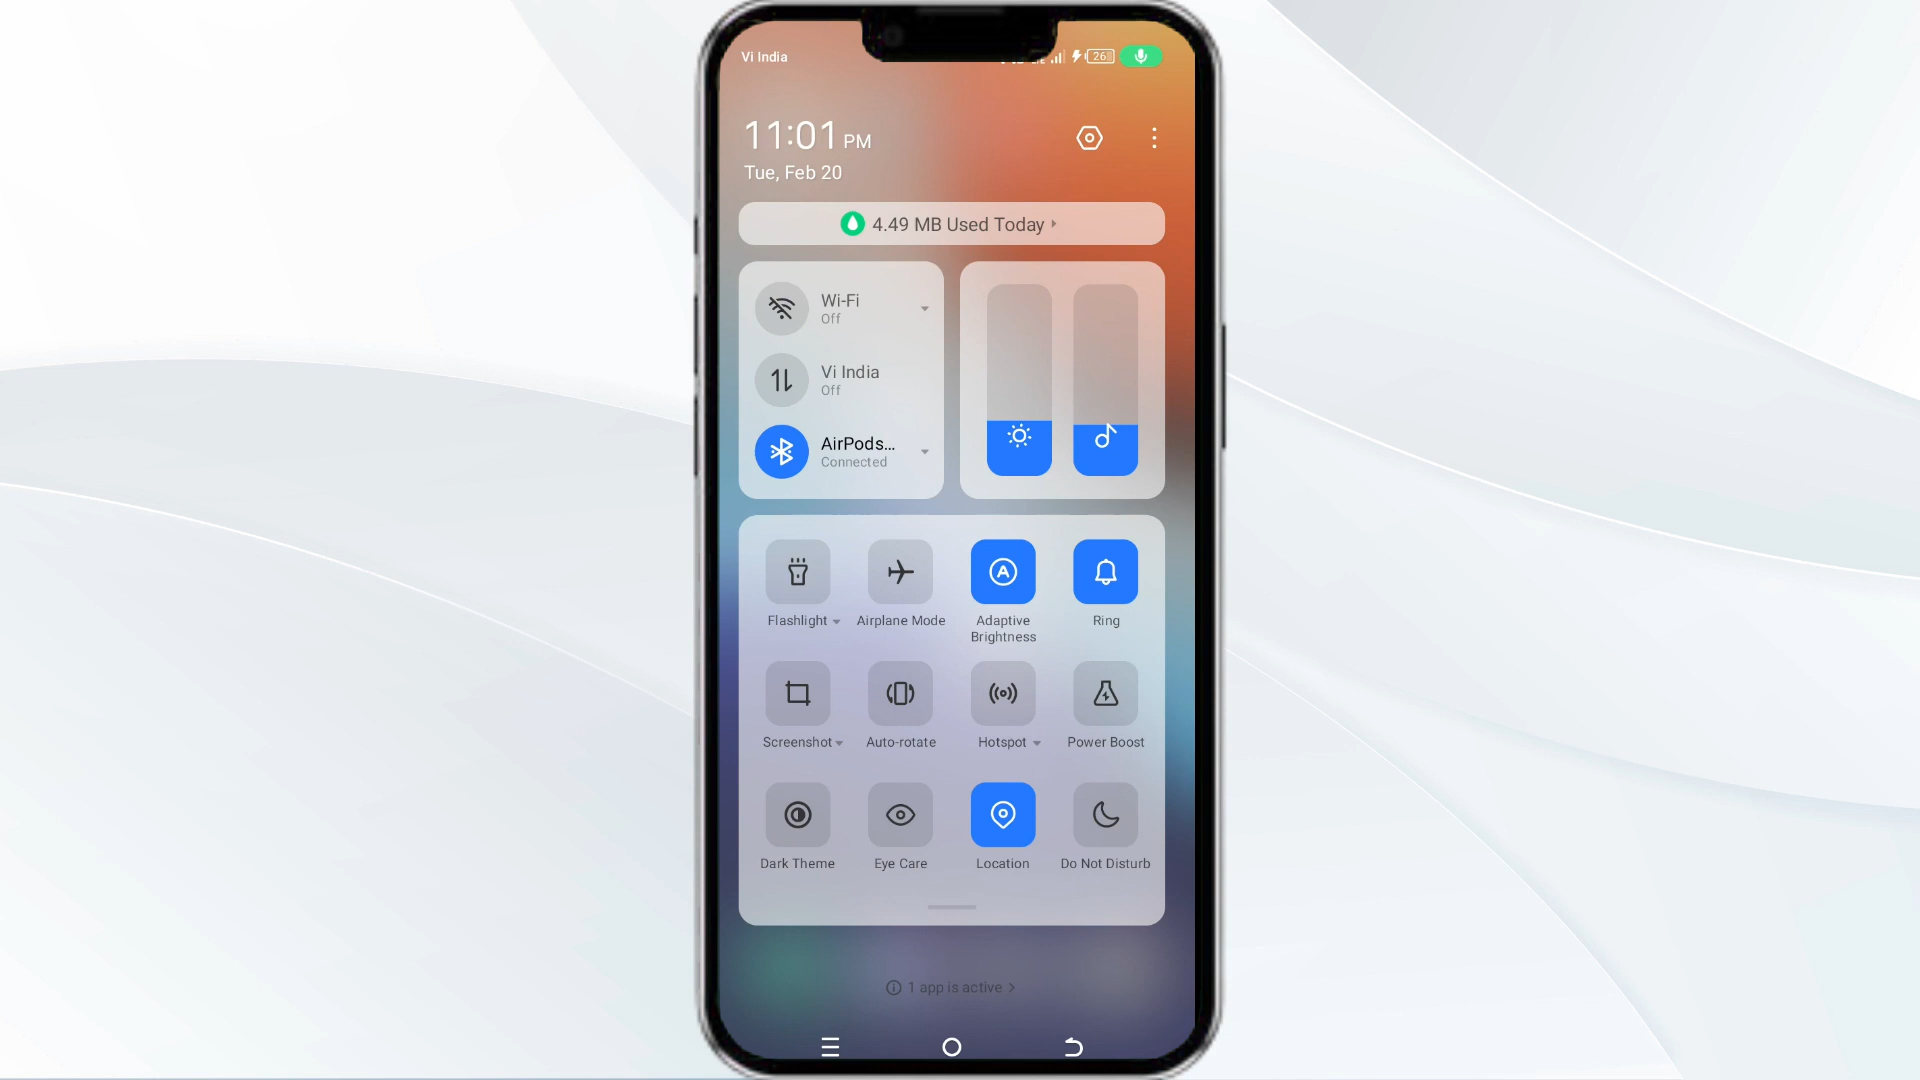 Vi India
26
11:01 PM
Tue, Feb 20
4.49 MB Used Today
Wi-Fi
Off
Vi India
Off
AirPods...
Connected
Flashlight
Airplane Mode
Adaptive
Brightness
Ring
Screenshot
Auto-rotate
Hotspot
Power Boost
Dark Theme
Eye Care
Location
Do Not Disturb
1 app is active